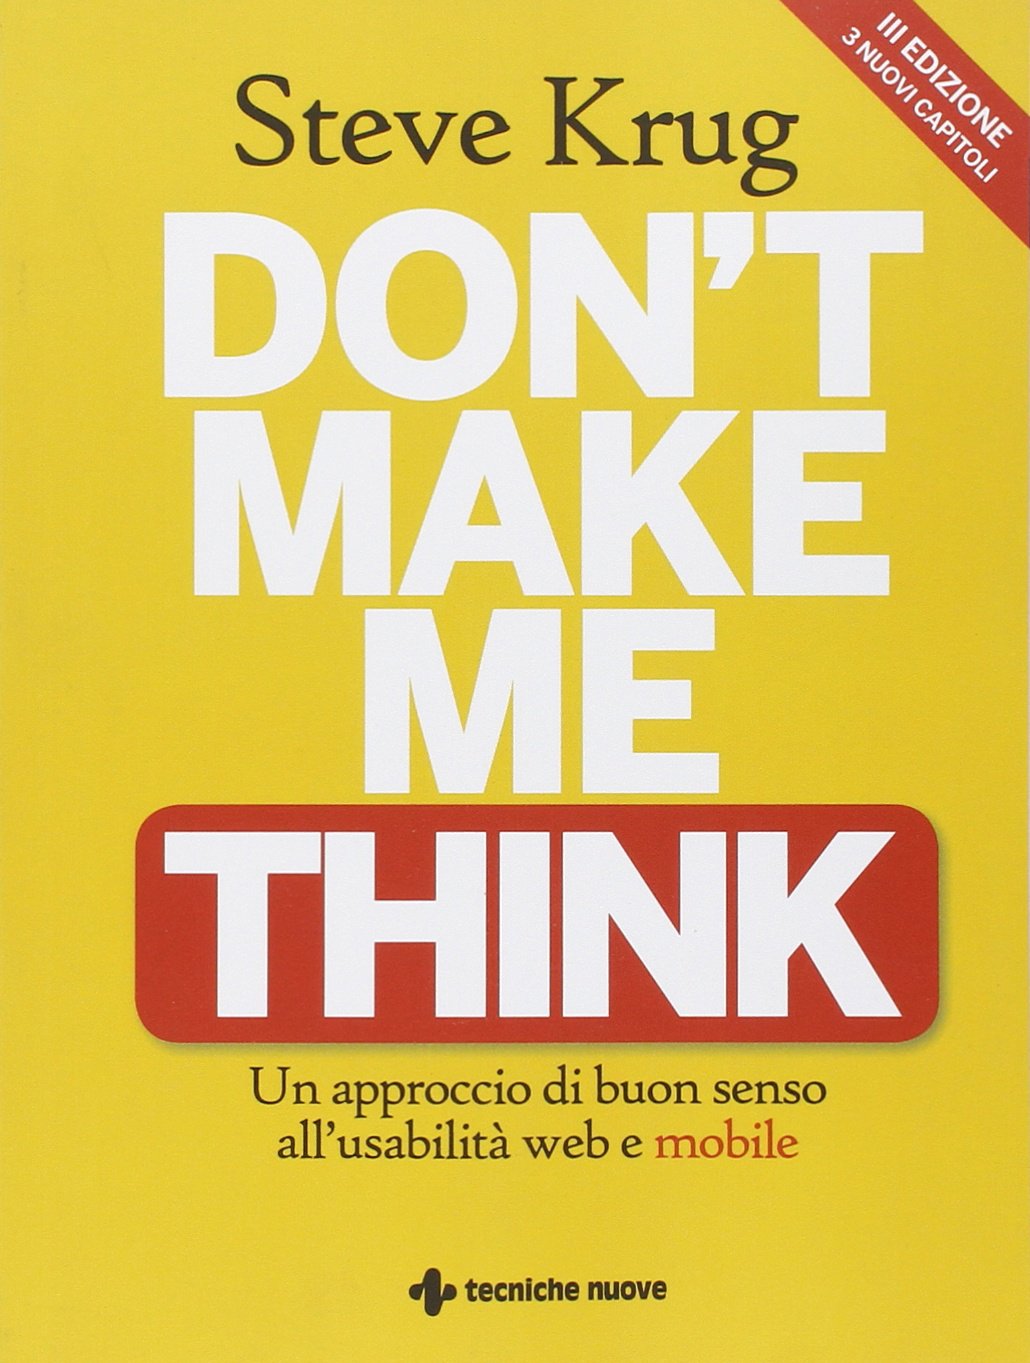 III EDIZIONE
3 NUOVI CAPITOLI
Steve Krug
DON'T
MAKE
ME
THINK
Un approccio di buon senso
all'usabilità web e mobile
tecniche nuove